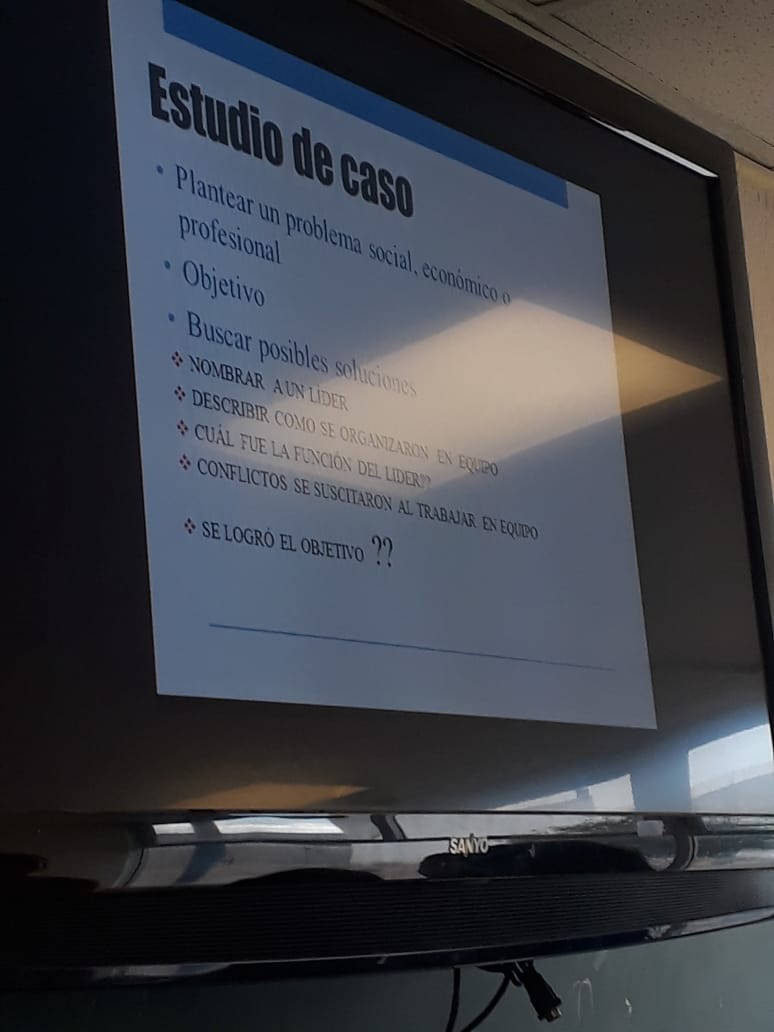 Estudio de caso
• Plantear un problema social, económico o
profesional
• Objetivo
• Buscar posibles soluciones
❖ NOMBRAR A UN LÍDER
❖ DESCRIBIR COMO SE ORGANIZARON EN EQUIPO
❖ CUÁL FUE LA FUNCIÓN DEL LIDER??
❖ CONFLICTOS SE SUSCITARON AL TRABAJAR EN EQUIPO
❖ SE LOGRÓ EL OBJETIVO ??
SANYO